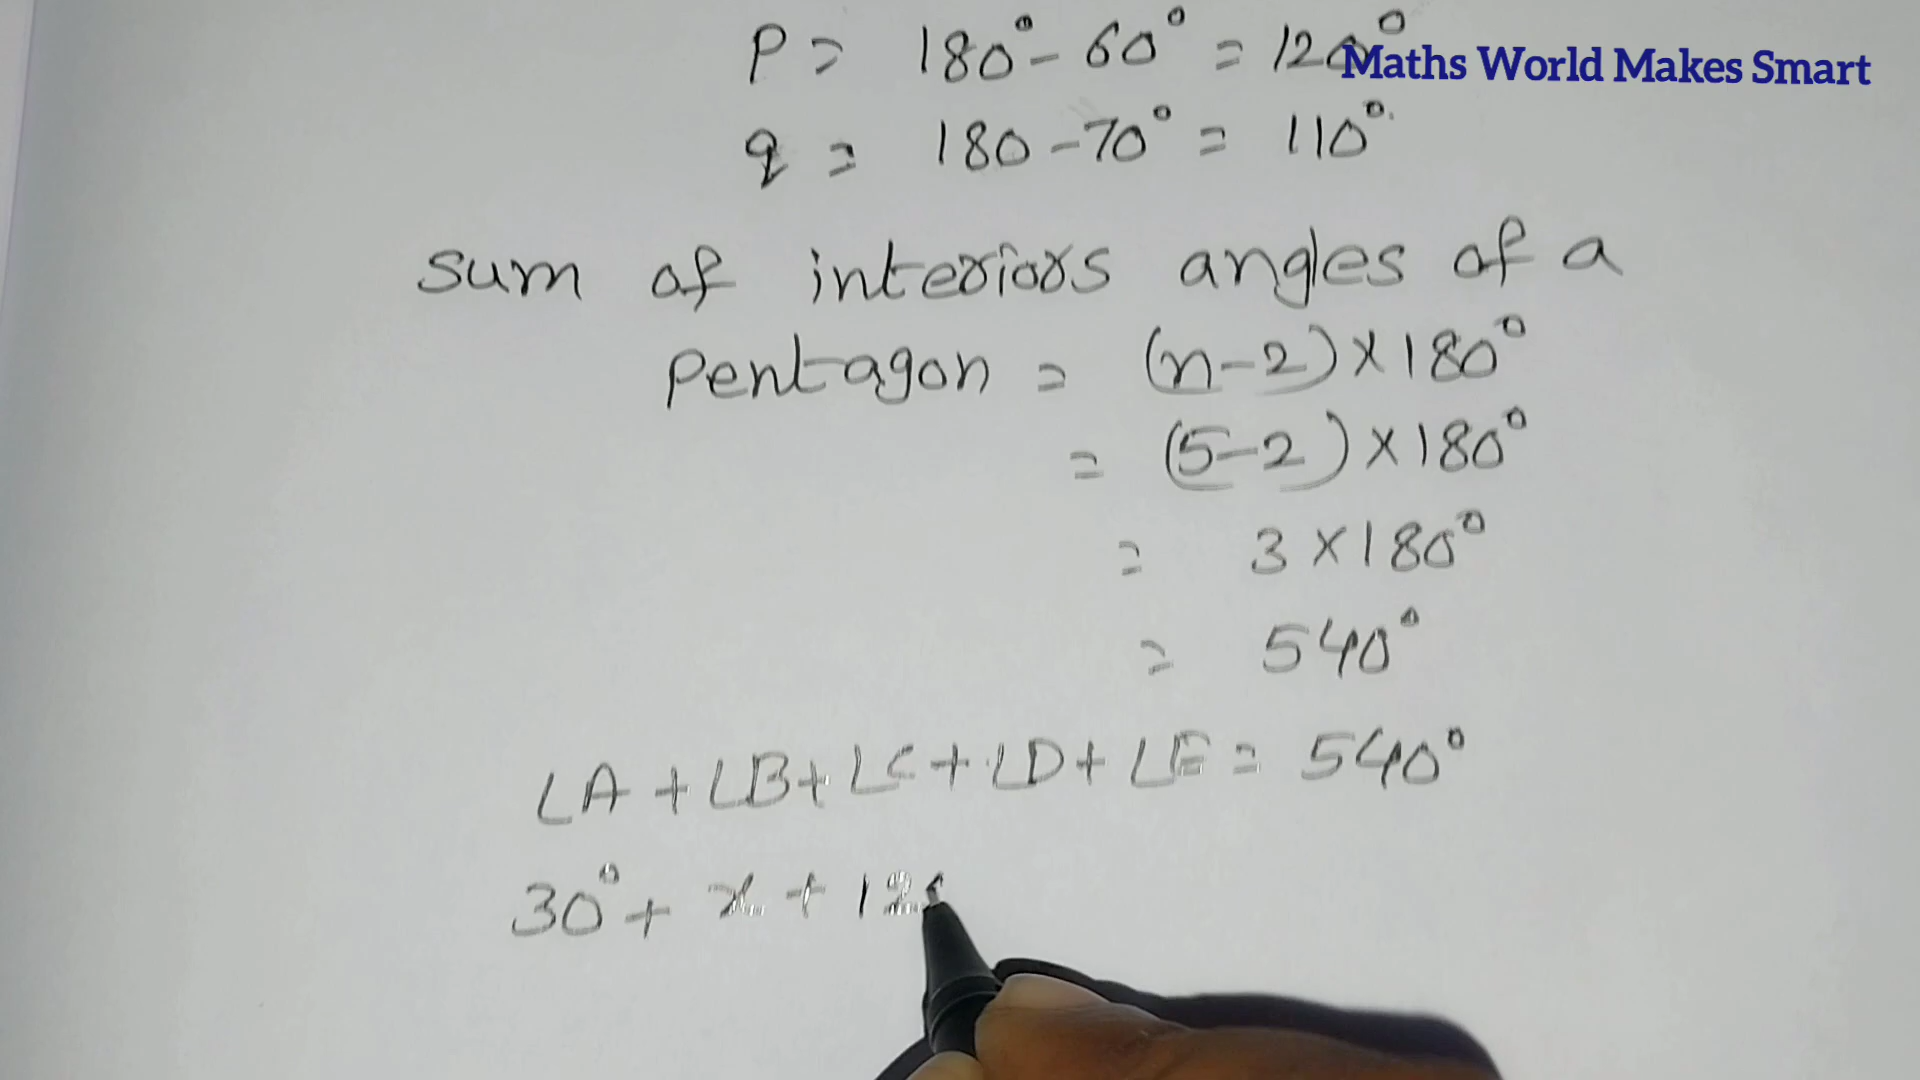 P = 180° - 60° = 120°
Maths World Makes Smart
q = 180 - 70° = 110°
sum of interiors angles of a
pentagon = (n-2) × 180°
= (5-2) × 180°
= 3 × 180°
= 540°
∠A + ∠B + ∠C + ∠D + ∠E = 540°
30° + x + 12